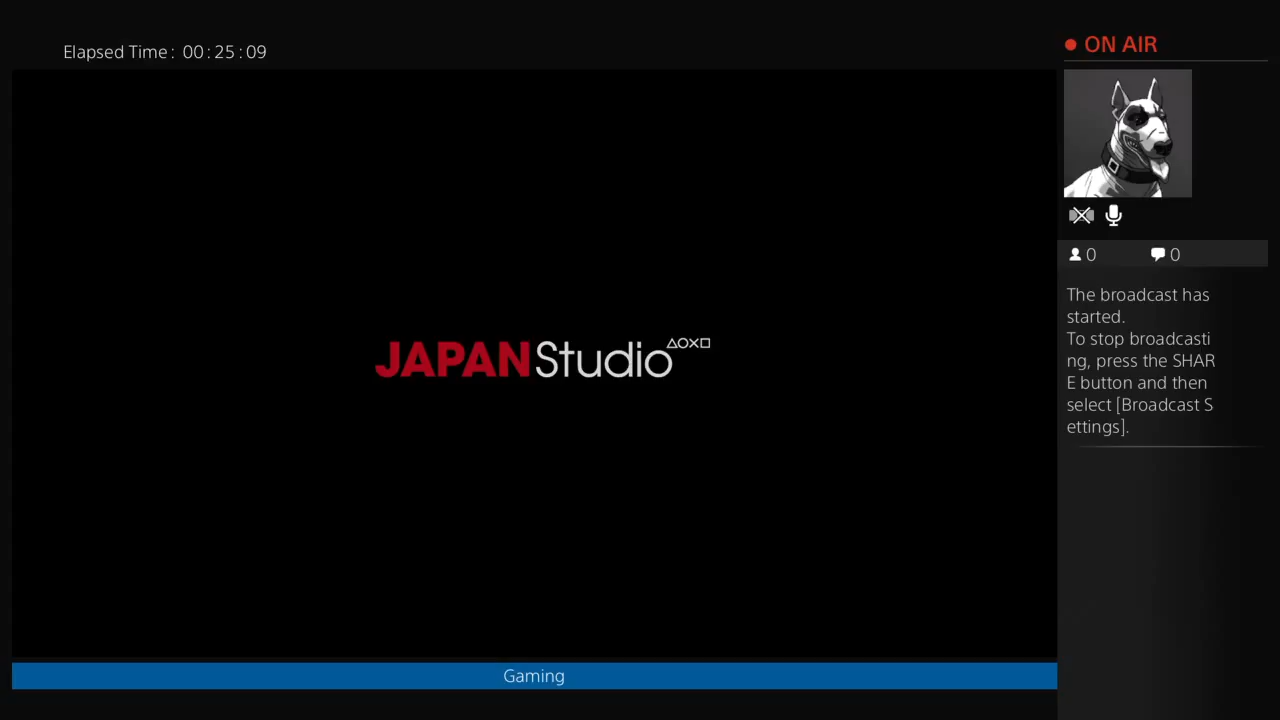 Elapsed Time: 00:25:09
ON AIR
JAPANStudio△○×□
0 0
The broadcast has
started.
To stop broadcasti
ng, press the SHAR
E button and then
select [Broadcast S
ettings].
Gaming